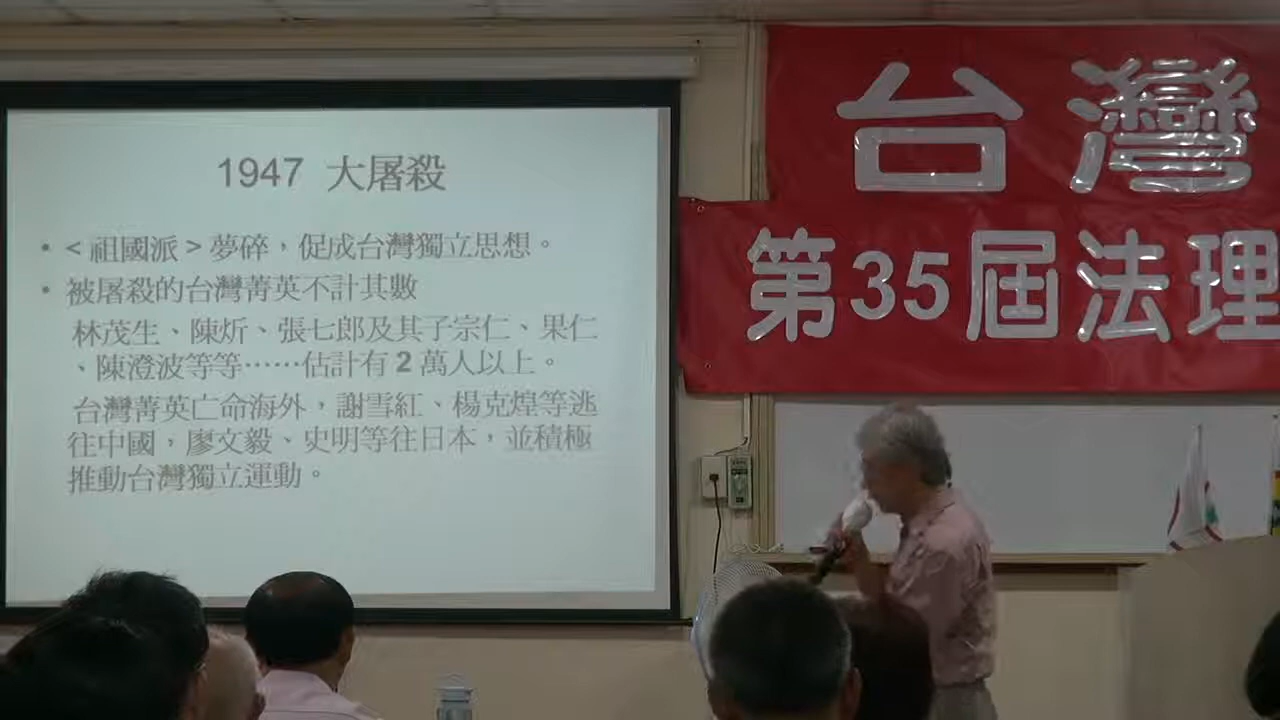 1947 大屠殺
• <祖國派> 夢碎，促成台灣獨立思想。
• 被屠殺的台灣菁英不計其數
林茂生、陳炘、張七郎及其子宗仁、果仁
、陳澄波等等……估計有 2 萬人以上。
台灣菁英亡命海外，謝雪紅、楊克煌等逃
往中國，廖文毅、史明等往日本，並積極
推動台灣獨立運動。
台灣
第35屆法理